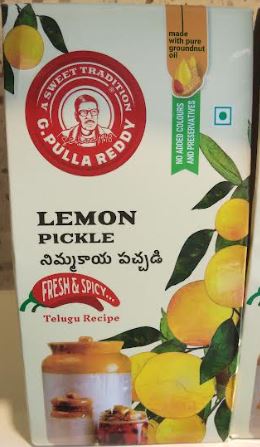 made
with pure
groundnut
oil
A SWEET TRADITION
G. PULLA REDDY
NO ADDED COLOURS
AND PRESERVATIVES
LEMON
PICKLE
నిమ్మకాయ పచ్చడి
FRESH & SPICY...
Telugu Recipe